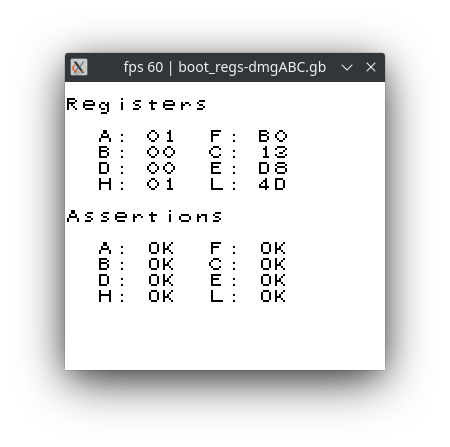 fps 60 | boot_regs-dmgABC.gb
Registers
A: 01 F: B0
B: 00 C: 13
D: 00 E: D8
H: 01 L: 4D
Assertions
A: OK F: OK
B: OK C: OK
D: OK E: OK
H: OK L: OK